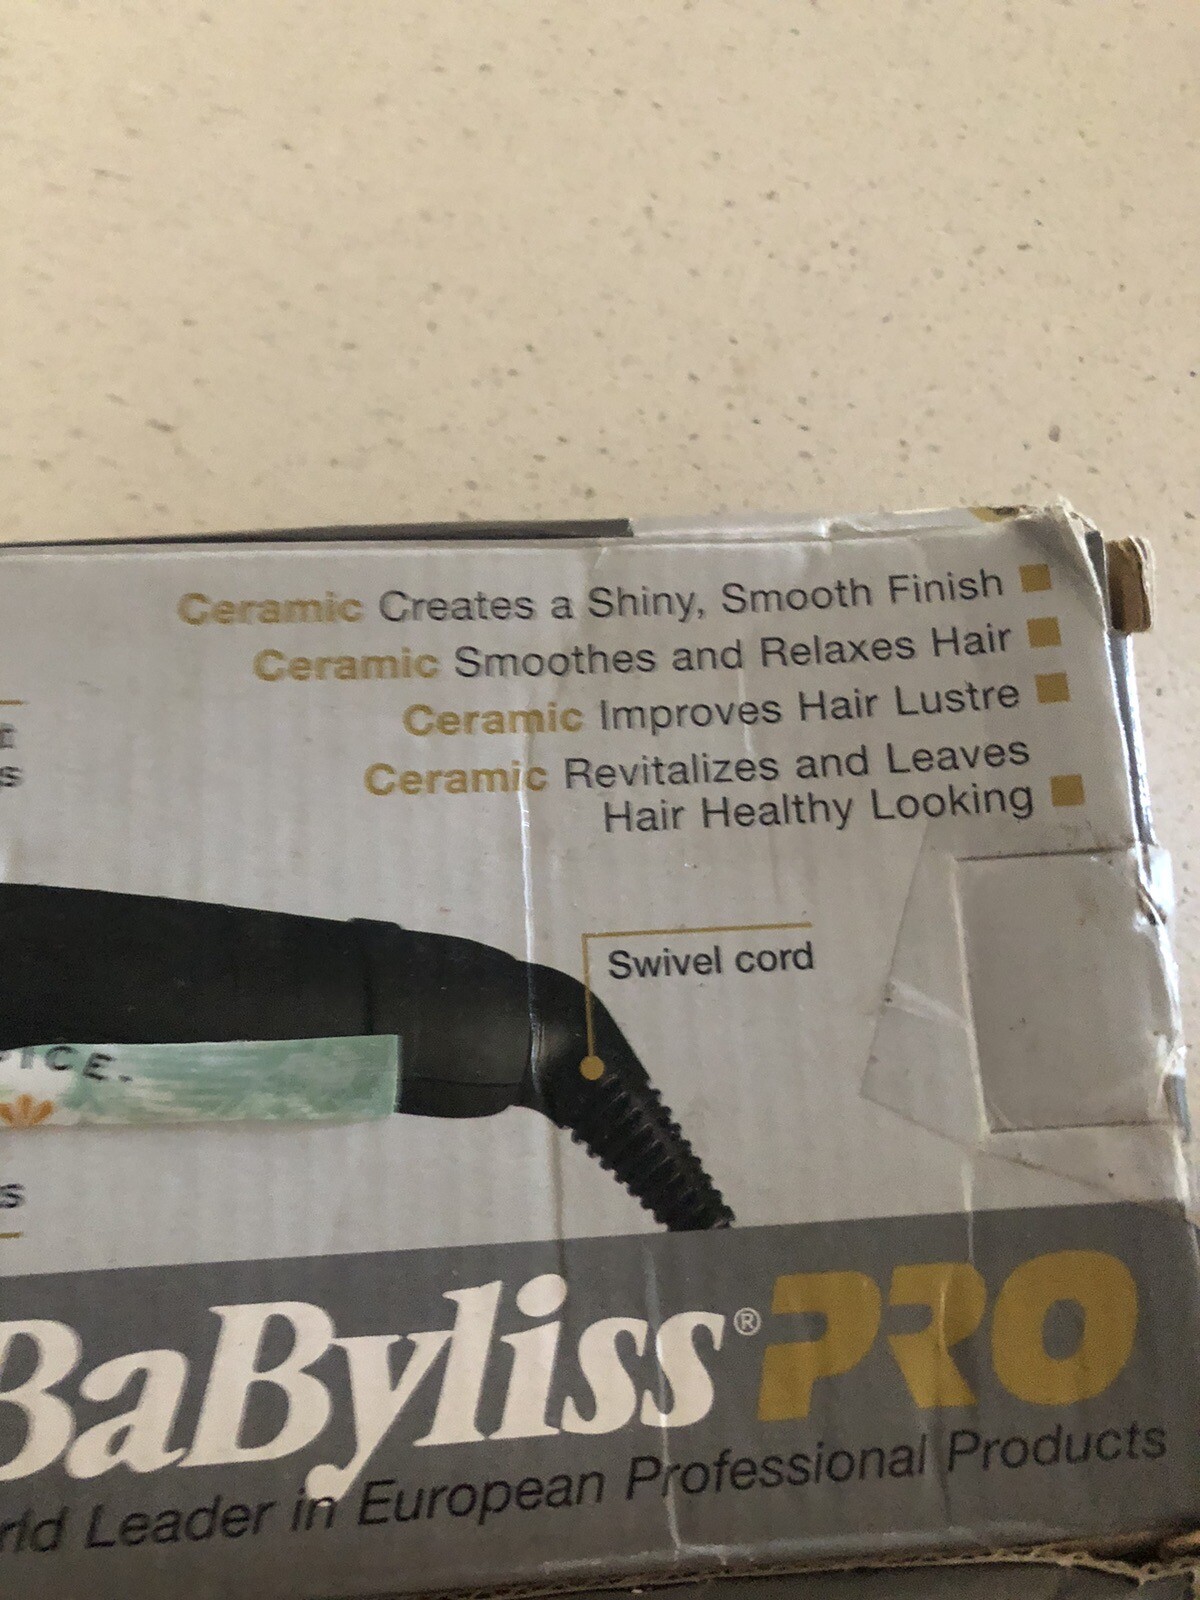 Ceramic Creates a Shiny, Smooth Finish
Ceramic Smoothes and Relaxes Hair
Ceramic Improves Hair Lustre
Ceramic Revitalizes and Leaves
Hair Healthy Looking
Swivel cord
BaByliss® PRO
Leader in European Professional Products